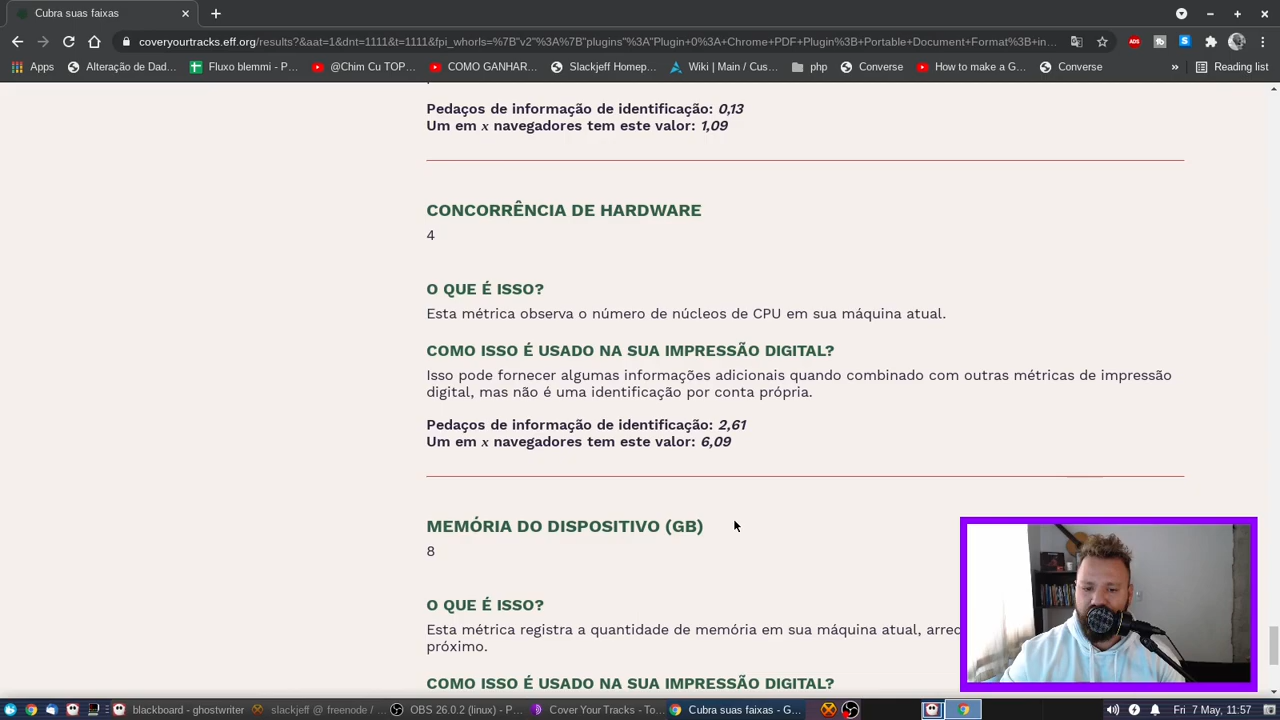 Cubra suas faixas
coveryourtracks.eff.org/results?&aat=1&dnt=1111&t=1111&fpi_whorls=%7B"v2"%3A%7B"plugins"%3A"Plugin+0%3A+Chrome+PDF+Plugin%3B+Portable+Document+Format%3B+in...
Apps
Alteração de Dad...
Fluxo blemmi - P...
@Chim Cu TOP...
COMO GANHAR...
Slackjeff Homep...
Wiki | Main / Cus...
php
Converse
How to make a G...
Converse
»
Reading list
Pedaços de informação de identificação: 0,13
Um em x navegadores tem este valor: 1,09
CONCORRÊNCIA DE HARDWARE
4
O QUE É ISSO?
Esta métrica observa o número de núcleos de CPU em sua máquina atual.
COMO ISSO É USADO NA SUA IMPRESSÃO DIGITAL?
Isso pode fornecer algumas informações adicionais quando combinado com outras métricas de impressão
digital, mas não é uma identificação por conta própria.
Pedaços de informação de identificação: 2,61
Um em x navegadores tem este valor: 6,09
MEMÓRIA DO DISPOSITIVO (GB)
8
O QUE É ISSO?
Esta métrica registra a quantidade de memória em sua máquina atual,
próximo.
COMO ISSO É USADO NA SUA IMPRESSÃO DIGITAL?
blackboard - ghostwriter
slackjeff @ freenode / ...
OBS 26.0.2 (linux) - P...
Cover Your Tracks - To...
Cubra suas faixas - G...
Fri 7 May, 11:57